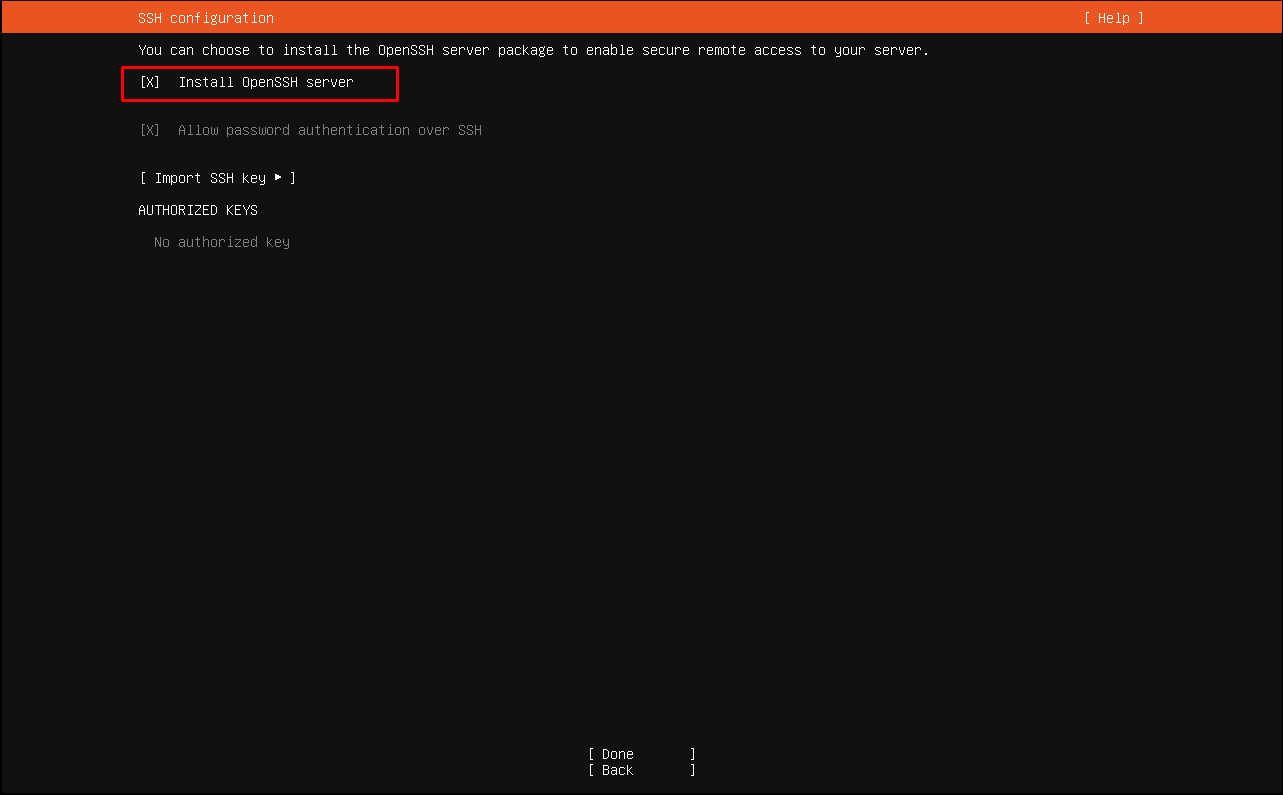 SSH configuration [ Help ]
You can choose to install the OpenSSH server package to enable secure remote access to your server.
[X] Install OpenSSH server
[X] Allow password authentication over SSH
[ Import SSH key ▸ ]
AUTHORIZED KEYS
No authorized key
[ Done ]
[ Back ]